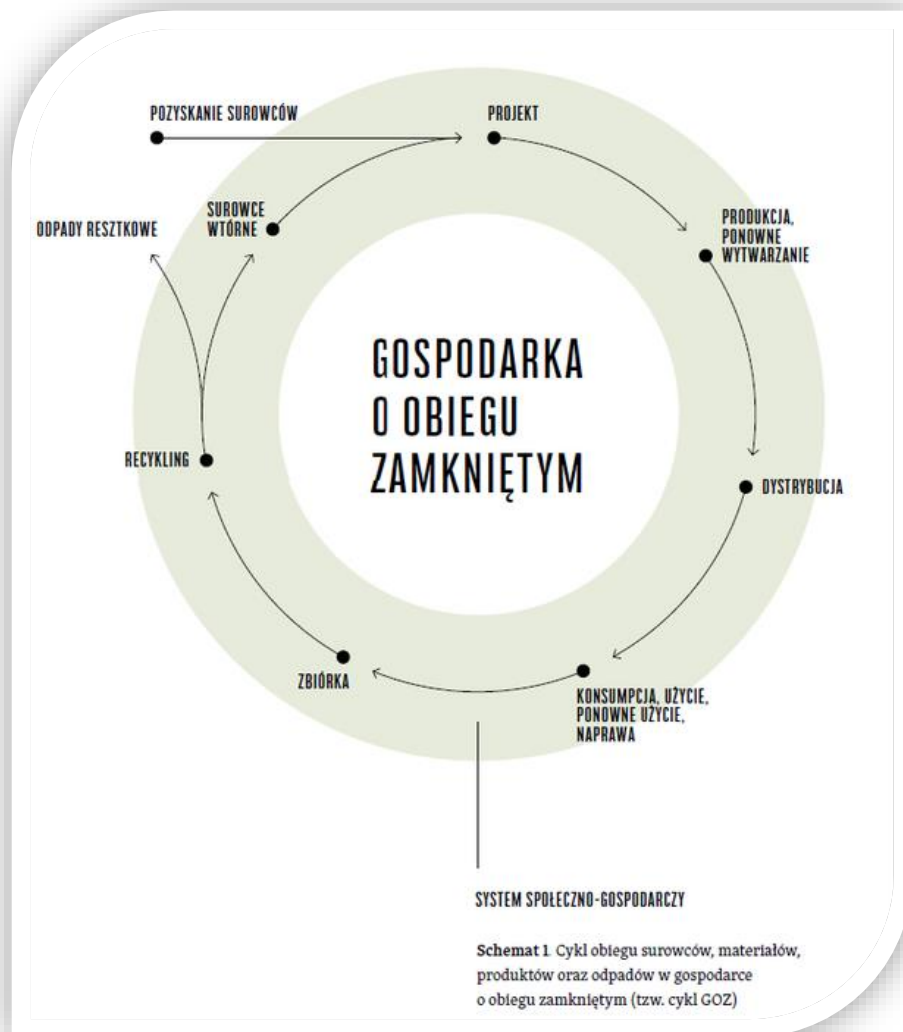 POZYSKANIE SUROWCÓW
PROJEKT
SUROWCE
WTÓRNE
ODPADY RESZTKOWE
PRODUKCJA,
PONOWNE
WYTWARZANIE
GOSPODARKA
O OBIEGU
ZAMKNIĘTYM
RECYKLING
DYSTRYBUCJA
ZBIÓRKA
KONSUMPCJA, UŻYCIE,
PONOWNE UŻYCIE,
NAPRAWA
SYSTEM SPOŁECZNO-GOSPODARCZY
Schemat 1. Cykl obiegu surowców, materiałów,
produktów oraz odpadów w gospodarce
o obiegu zamkniętym (tzw. cykl GOZ)